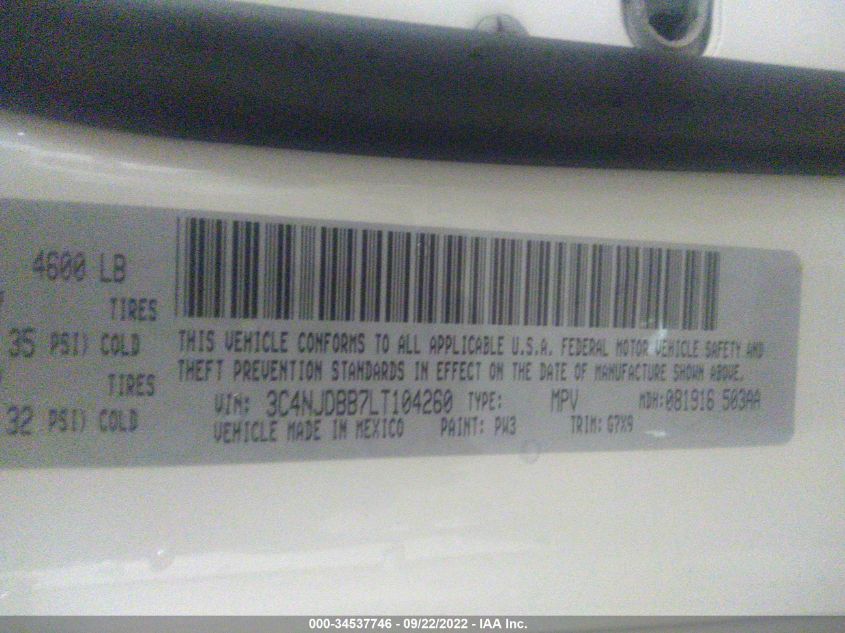 4600 LB
TIRES
35 PSI) COLD
TIRES
32 PSI) COLD
THIS VEHICLE CONFORMS TO ALL APPLICABLE U.S.A. FEDERAL MOTOR VEHICLE SAFETY AND
THEFT PREVENTION STANDARDS IN EFFECT ON THE DATE OF MANUFACTURE SHOWN ABOVE.
VIN: 3C4NJDBB7LT104260 TYPE: MPV MDH: 081916 503AA
VEHICLE MADE IN MEXICO PAINT: PW3 TRIM: G7X9
000-34537746 - 09/22/2022 - IAA Inc.